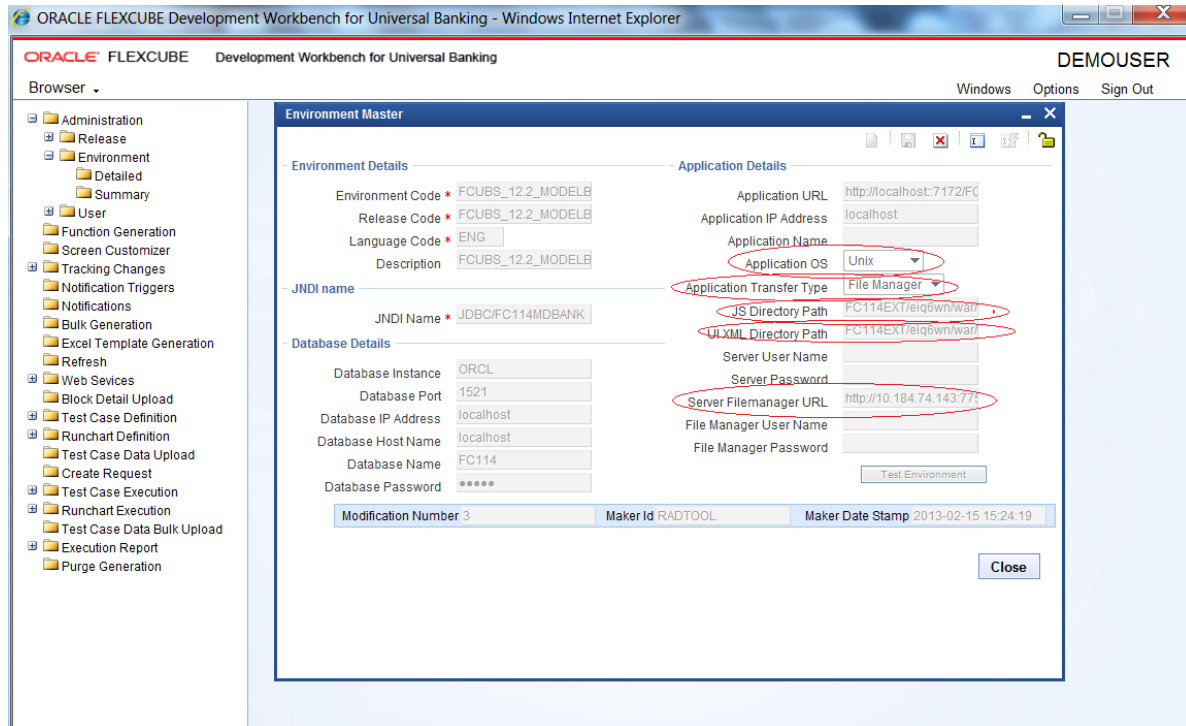 ORACLE FLEXCUBE Development Workbench for Universal Banking - Windows Internet Explorer
ORACLE FLEXCUBE Development Workbench for Universal Banking
DEMOUSER
Browser
Windows Options Sign Out
Administration
Release
Environment
Detailed
Summary
User
Function Generation
Screen Customizer
Tracking Changes
Notification Triggers
Notifications
Bulk Generation
Excel Template Generation
Refresh
Web Sevices
Block Detail Upload
Test Case Definition
Runchart Definition
Test Case Data Upload
Create Request
Test Case Execution
Runchart Execution
Test Case Data Bulk Upload
Execution Report
Purge Generation
Environment Master
Environment Details
Environment Code * FCUBS_12.2_MODELB
Release Code * FCUBS_12.2_MODELB
Language Code * ENG
Description FCUBS_12.2_MODELB
JNDI name
JNDI Name * JDBC/FC114MDBANK
Database Details
Database Instance ORCL
Database Port 1521
Database IP Address localhost
Database Host Name localhost
Database Name FC114
Database Password •••••
Application Details
Application URL http://localhost::7172/FC
Application IP Address localhost
Application Name
Application OS Unix
Application Transfer Type File Manager
JS Directory Path FC114EXT/eiq6wn/war/
UI XML Directory Path FC114EXT/eiq6wn/war/
Server User Name
Server Password
Server Filemanager URL http://10.184.74.143:775
File Manager User Name
File Manager Password
Test Environment
Modification Number 3 Maker Id RADTOOL Maker Date Stamp 2013-02-15 15:24:19
Close